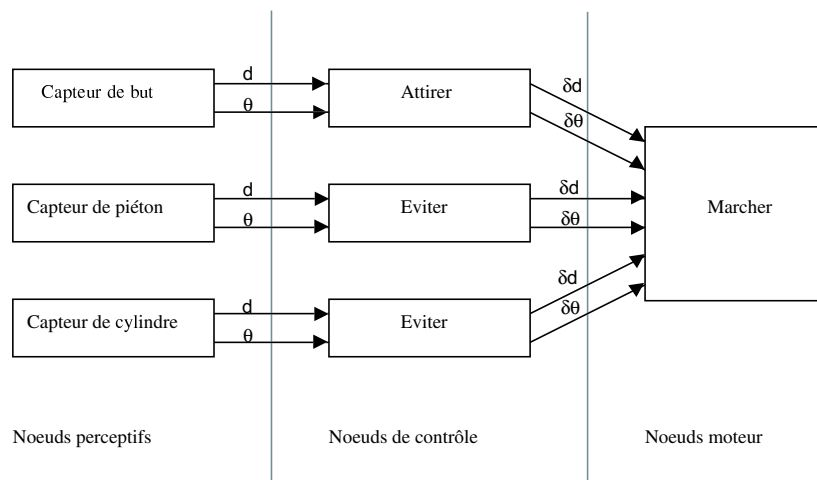 d
Capteur de but
θ
Attirer
δd
δθ
d
Capteur de piéton
θ
Eviter
δd
δθ
Marcher
d
Capteur de cylindre
θ
Eviter
δd
δθ
Noeuds perceptifs
Noeuds de contrôle
Noeuds moteur